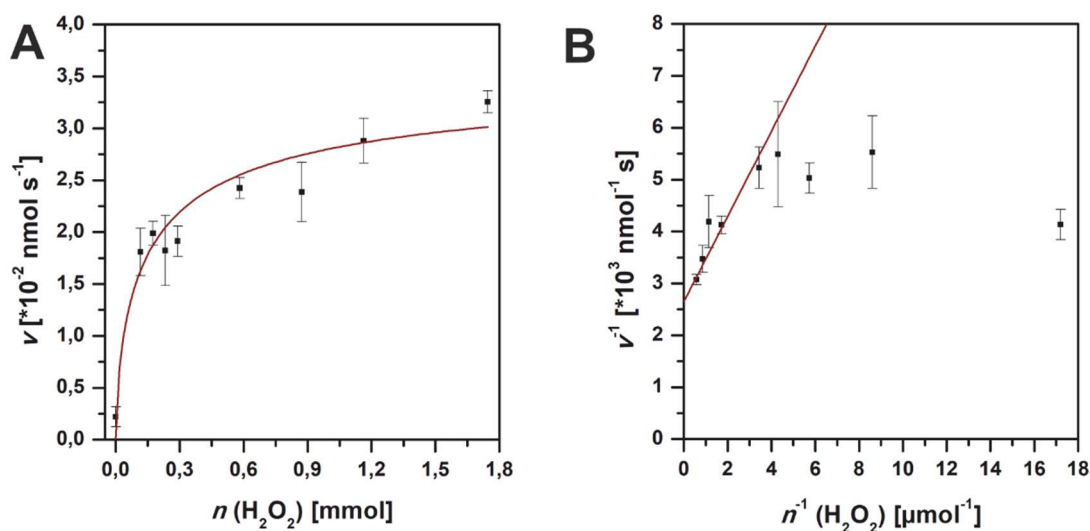 A
ν [*10⁻² nmol s⁻¹]
4,0
3,5
3,0
2,5
2,0
1,5
1,0
0,5
0,0
0,0 0,3 0,6 0,9 1,2 1,5 1,8
n (H₂O₂) [mmol]
B
ν⁻¹ [*10³ nmol⁻¹ s]
8
7
6
5
4
3
2
1
0
0 2 4 6 8 10 12 14 16 18
n⁻¹ (H₂O₂) [µmol⁻¹]